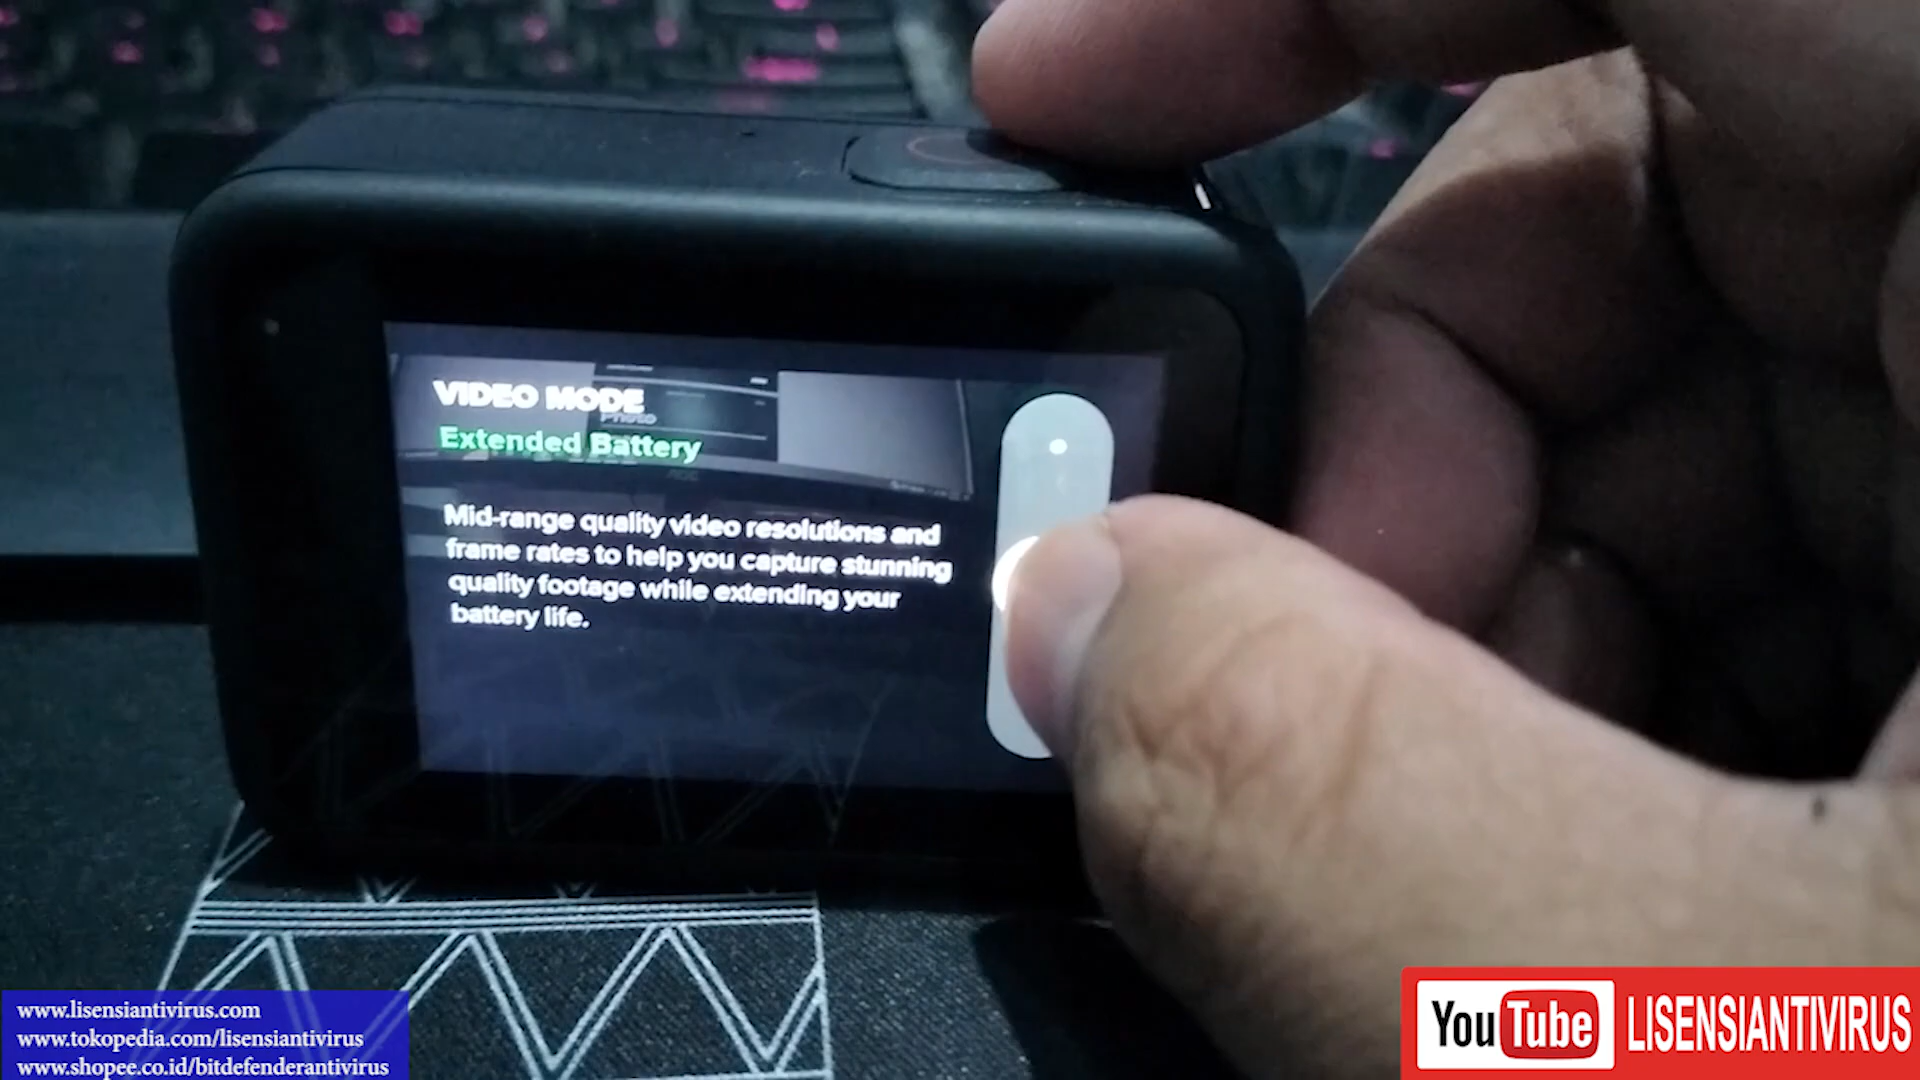 VIDEO MODE
Photo
Extended Battery
Mid-range quality video resolutions and
frame rates to help you capture stunning
quality footage while extending your
battery life.
www.lisensiantivirus.com
www.tokopedia.com/lisensiantivirus
www.shopee.co.id/bitdefenderantivirus
YouTube LISENSIANTIVIRUS